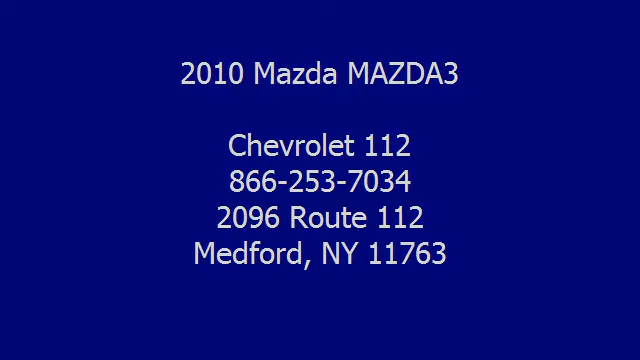 2010 Mazda MAZDA3
Chevrolet 112
866-253-7034
2096 Route 112
Medford, NY 11763